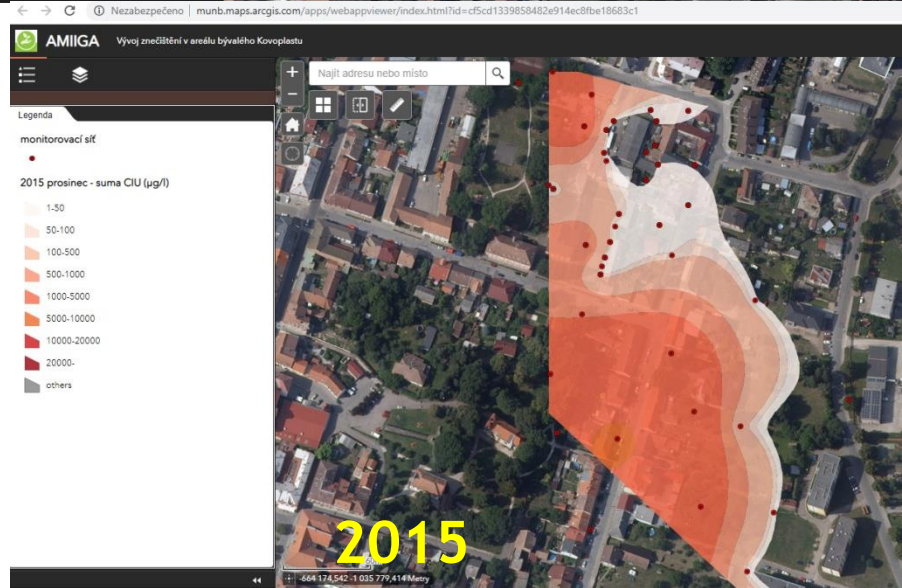 Nezabezpečeno | munb.maps.arcgis.com/apps/webappviewer/index.html?id=cf5cd1339858482e914ec8fbe18683c1
AMIIGA Vývoj znečištění v areálu bývalého Kovoplastu
Najít adresu nebo místo
Legenda
monitorovací síť
2015 prosinec - suma CIU (µg/l)
1-50
50-100
100-500
500-1000
1000-5000
5000-10000
10000-20000
20000-
others
2015
-664 174,542 -1 035 779,414 Metry